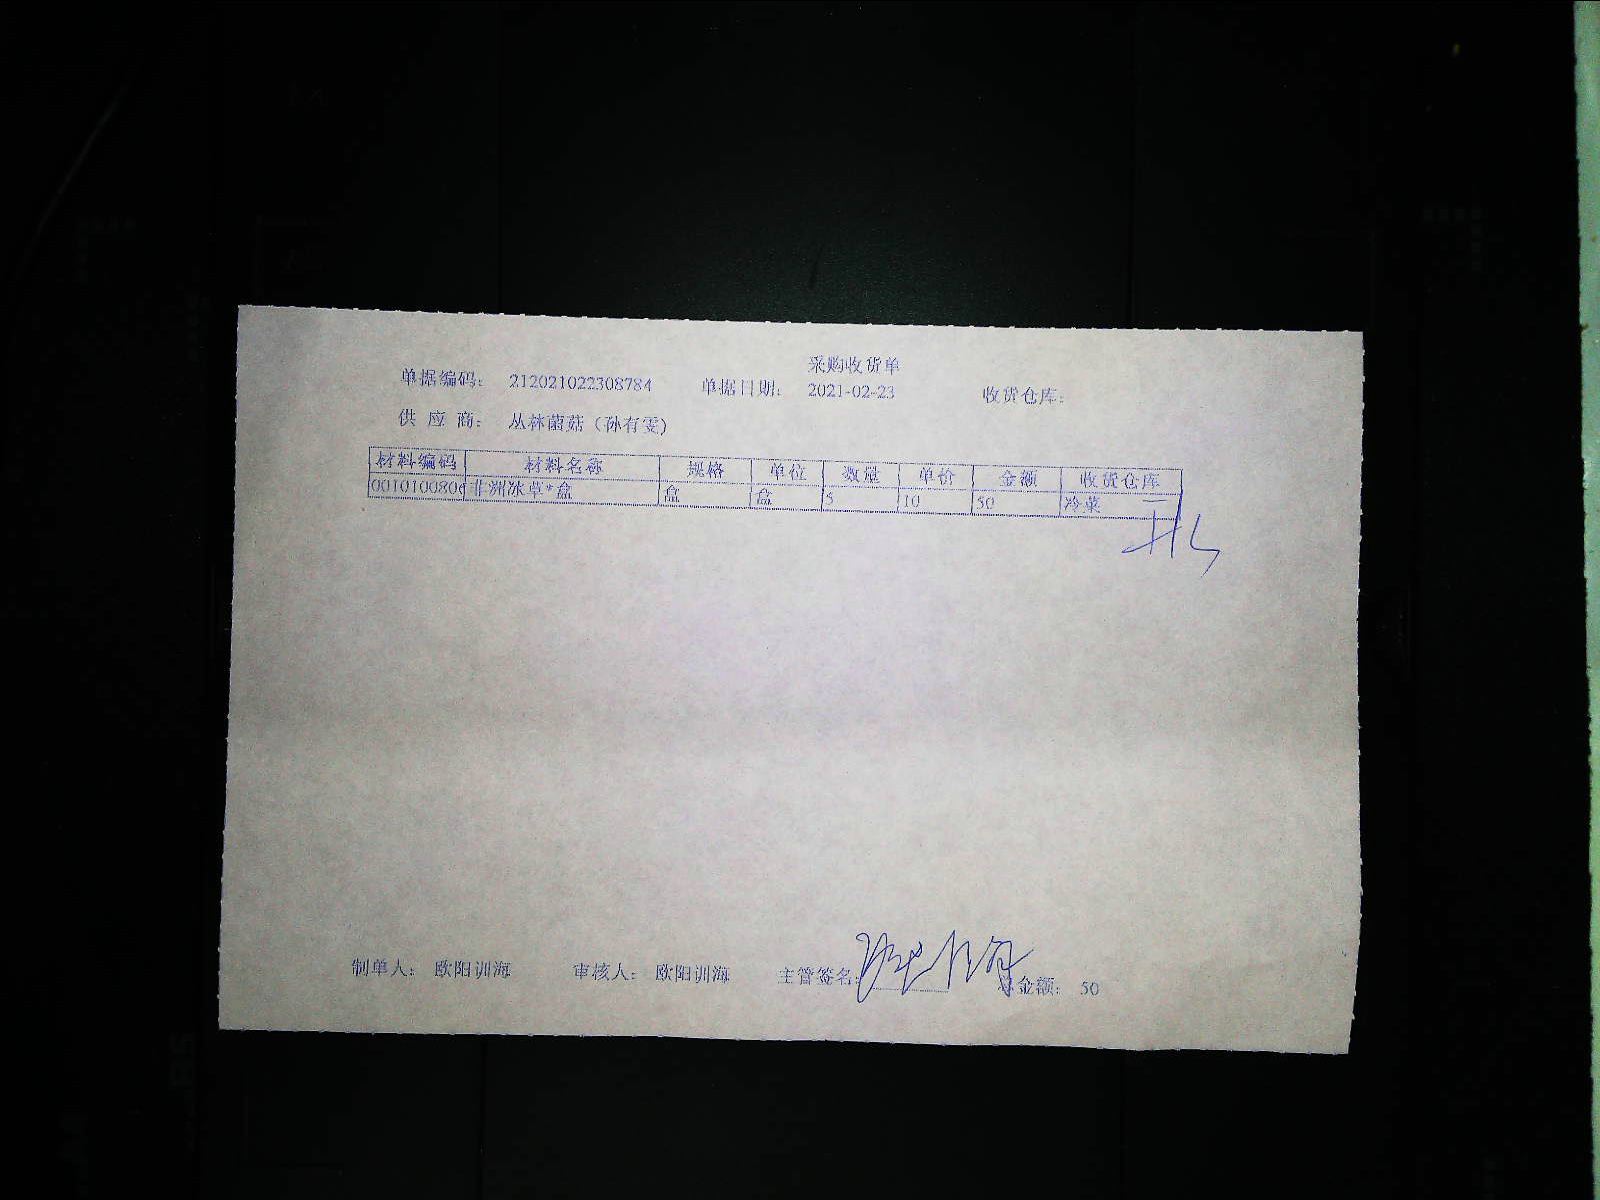 采购收货单
单据编码： 212021022308784 单据日期： 2021-02-23 收货仓库：
供 应 商： 丛林菌菇（孙有雯）
材料编码 材料名称 规格 单位 数量 单价 金额 收货仓库
001010080 非洲冰草*盒 盒 盒 5 10 50 冷菜
制单人： 欧阳训海 审核人： 欧阳训海 主管签名： 总金额： 50